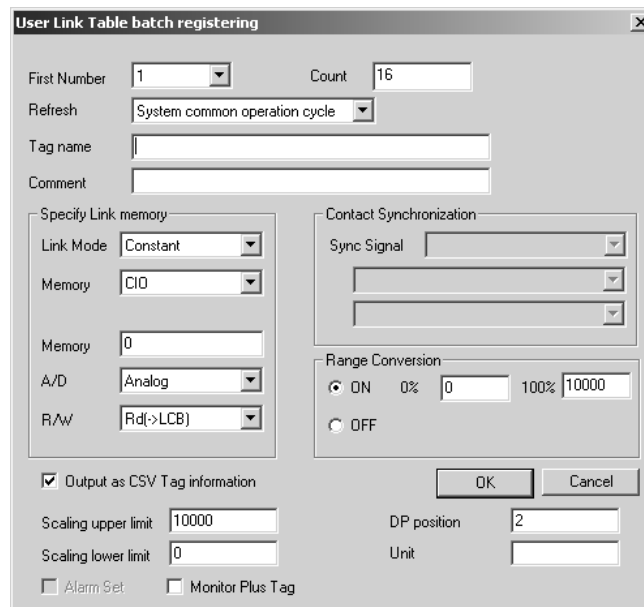 User Link Table batch registering
First Number 1 Count 16
Refresh System common operation cycle
Tag name
Comment
Specify Link memory
Link Mode Constant
Memory CIO
Memory 0
A/D Analog
R/W Rd(->LCB)
Contact Synchronization
Sync Signal
Range Conversion
ON 0% 0 100% 10000
OFF
Output as CSV Tag information
OK Cancel
Scaling upper limit 10000 DP position 2
Scaling lower limit 0 Unit
Alarm Set Monitor Plus Tag